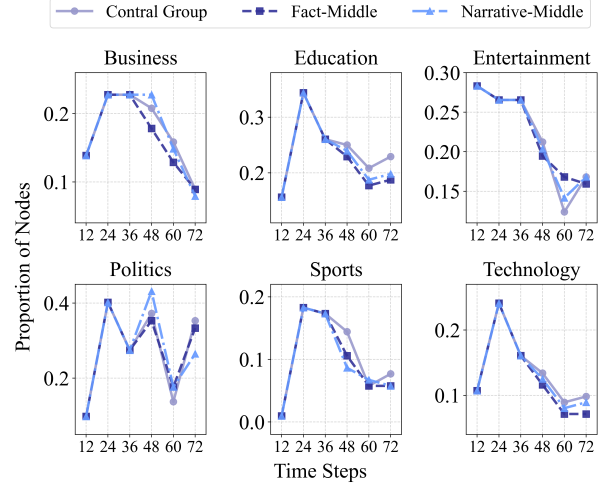 Contral Group Fact-Middle Narrative-Middle
Business Education Entertainment
0.2
0.1
12 24 36 48 60 72
0.3
0.2
12 24 36 48 60 72
0.30
0.25
0.20
0.15
12 24 36 48 60 72
Proportion of Nodes
Politics Sports Technology
0.4
0.2
12 24 36 48 60 72
0.2
0.1
0.0
12 24 36 48 60 72
0.2
0.1
12 24 36 48 60 72
Time Steps